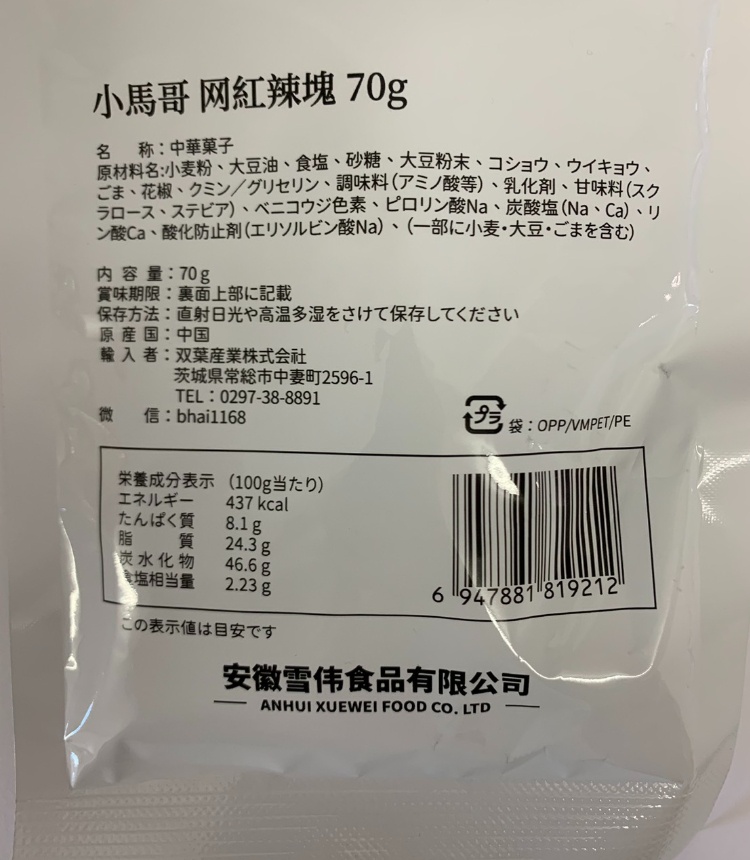 小馬哥 网紅辣塊 70g
名　称：中華菓子
原材料名:小麦粉、大豆油、食塩、砂糖、大豆粉末、コショウ、ウイキョウ、
ごま、花椒、クミン／グリセリン、調味料(アミノ酸等)、乳化剤、甘味料(スク
ラロース、ステビア)、ベニコウジ色素、ピロリン酸Na、炭酸塩(Na、Ca)、リ
ン酸Ca、酸化防止剤(エリソルビン酸Na)、(一部に小麦・大豆・ごまを含む)
内 容 量：70g
賞味期限：裏面上部に記載
保存方法：直射日光や高温多湿をさけて保存してください
原 産 国：中国
輸 入 者：双葉産業株式会社
茨城県常総市中妻町2596-1
TEL：0297-38-8891
微　信：bhai1168
プラ 袋：OPP/VMPET/PE
栄養成分表示 (100g当たり)
エネルギー 437 kcal
たんぱく質 8.1 g
脂　質 24.3 g
炭水化物 46.6 g
食塩相当量 2.23 g
6 947881 819212
この表示値は目安です
安徽雪伟食品有限公司
ANHUI XUEWEI FOOD CO. LTD